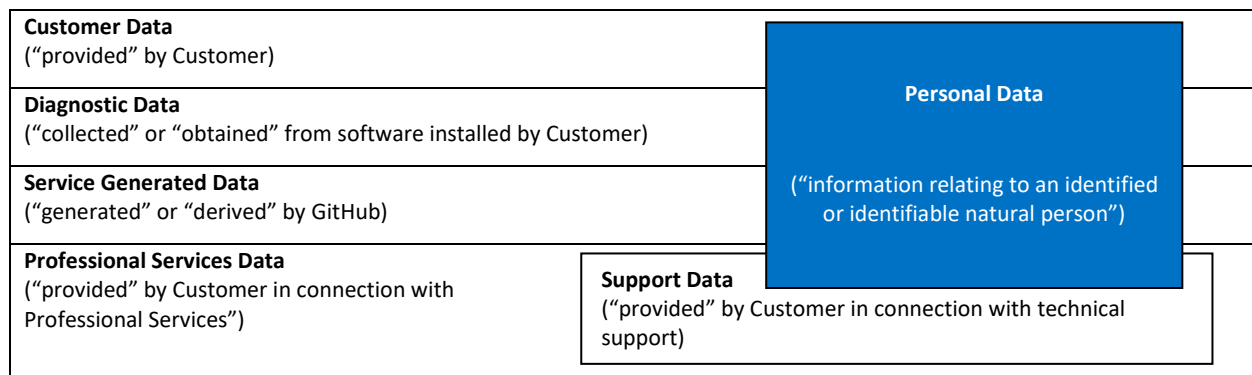 Customer Data
(“provided” by Customer)
Personal Data
Diagnostic Data
(“collected” or “obtained” from software installed by Customer)
Service Generated Data
(“generated” or “derived” by GitHub)
(“information relating to an identified
or identifiable natural person”)
Professional Services Data
(“provided” by Customer in connection with
Professional Services”)
Support Data
(“provided” by Customer in connection with technical
support)